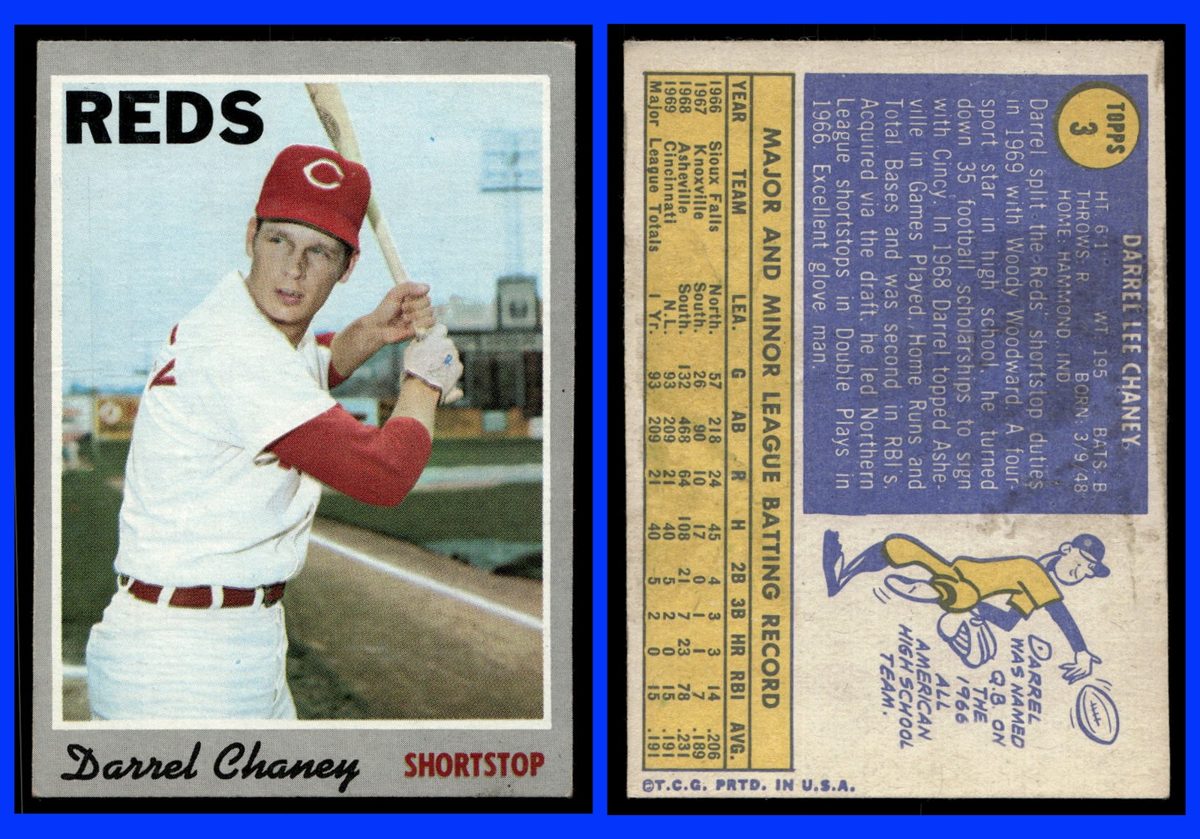 REDS
C
Darrel Chaney SHORTSTOP
TOPPS
3
DARREL LEE CHANEY
HT: 6'1" WT: 195 BATS: B
THROWS: R BORN: 3/9/48
HOME: HAMMOND, IND.
Darrel split the Reds' shortstop duties
in 1969 with Woody Woodward. A four-
sport star in high school, he turned
down 35 football scholarships to sign
with Cincy. In 1968 Darrel topped Ashe-
ville in Games Played, Home Runs and
Total Bases and was second in RBI's.
Acquired via the draft, he led Northern
League shortstops in Double Plays in
1966. Excellent glove man.
DARREL
WAS NAMED
Q.B ON
THE
1966
ALL
AMERICAN
HIGH SCHOOL
TEAM.
MAJOR AND MINOR LEAGUE BATTING RECORD
YEAR TEAM LEA. G AB R H 2B 3B HR RBI AVG.
1966 Sioux Falls North. 57 218 24 45 4 3 3 14 .206
1967 Knoxville South. 26 90 10 17 0 1 1 7 .189
1968 Asheville South. 132 468 64 108 21 7 23 78 .231
1969 Cincinnati N.L. 93 209 21 40 5 2 0 15 .191
Major League Totals 1 Yr. 93 209 21 40 5 2 0 15 .191
©T.C.G. PRTD. IN U.S.A.